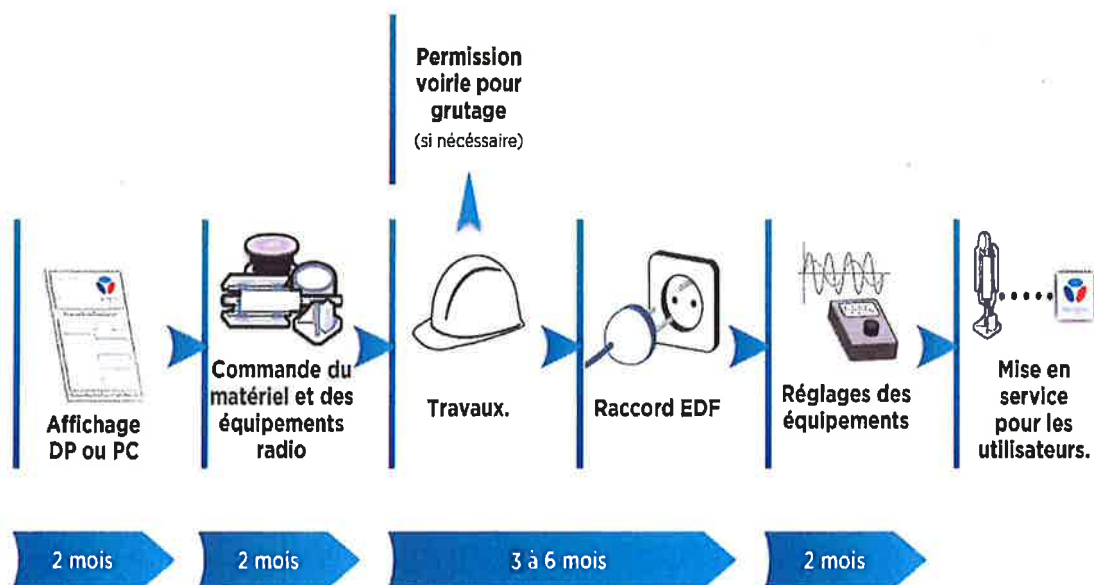 Permission
voirie pour
grutage
(si nécéssaire)
Affichage
DP ou PC
Commande du
matériel et des
équipements
radio
Travaux.
Raccord EDF
Réglages des
équipements
Mise en
service
pour les
utilisateurs.
2 mois
2 mois
3 à 6 mois
2 mois